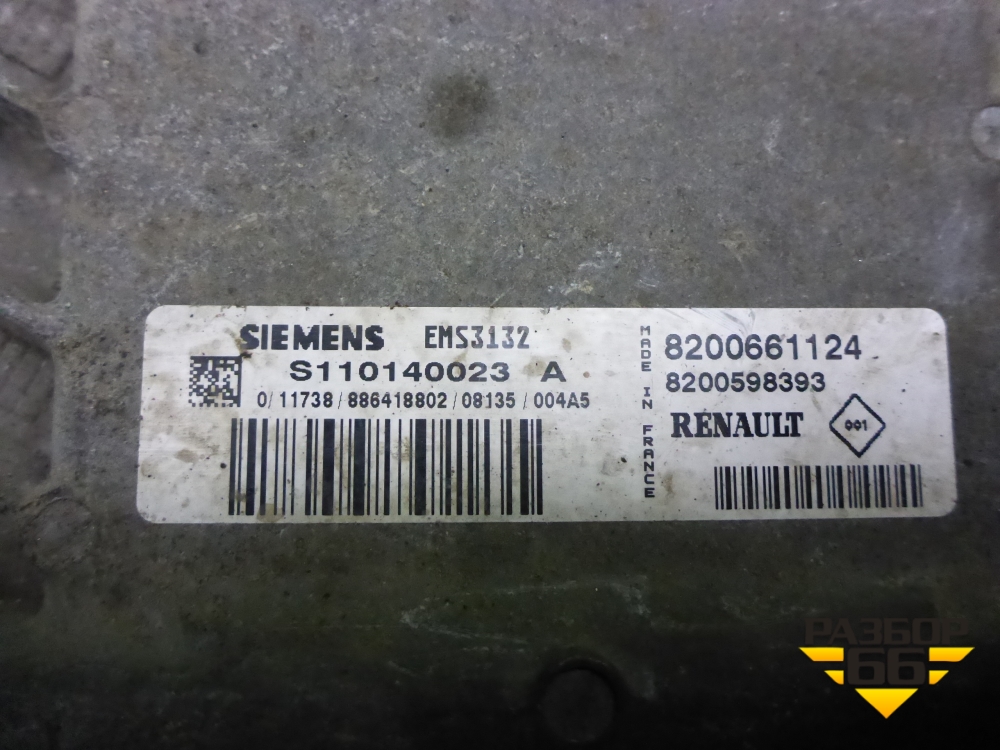 SIEMENS EMS3132
S110140023 A
0/11738/886418802/08135/004A5
MADE IN FRANCE
8200661124
8200598393
RENAULT 001
РАЗБОР
66